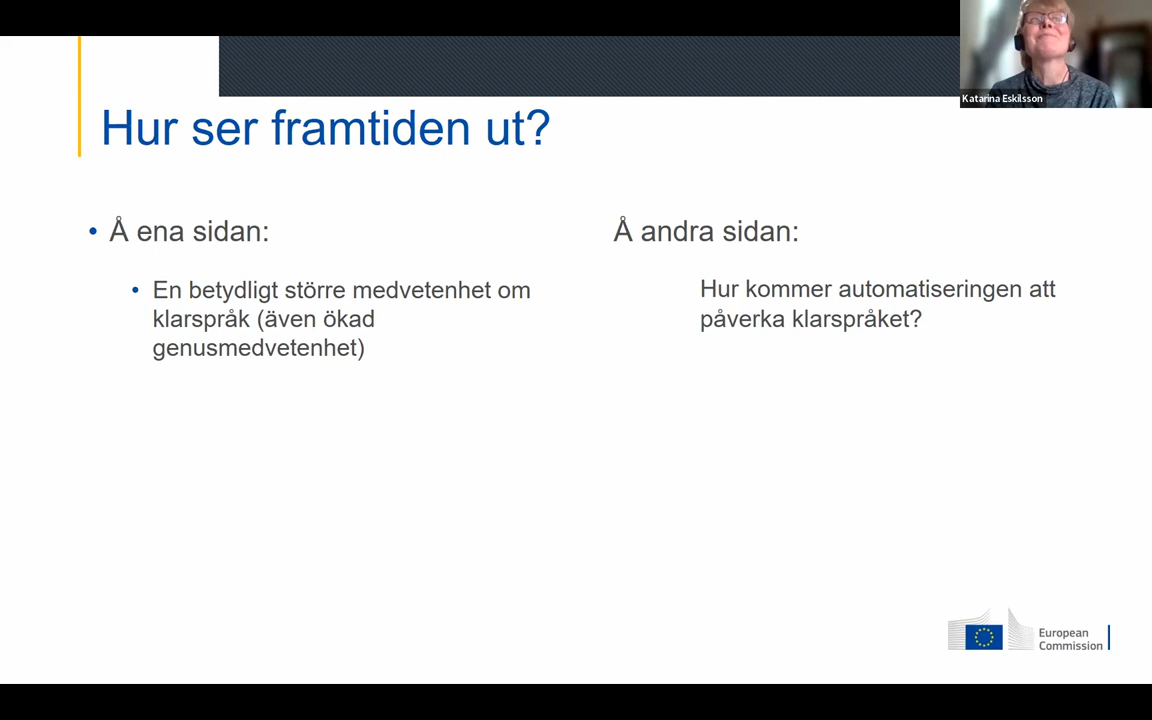 Katarina Eskilsson
Hur ser framtiden ut?
• Å ena sidan:
• En betydligt större medvetenhet om
klarspråk (även ökad
genusmedvetenhet)
Å andra sidan:
Hur kommer automatiseringen att
påverka klarspråket?
European
Commission